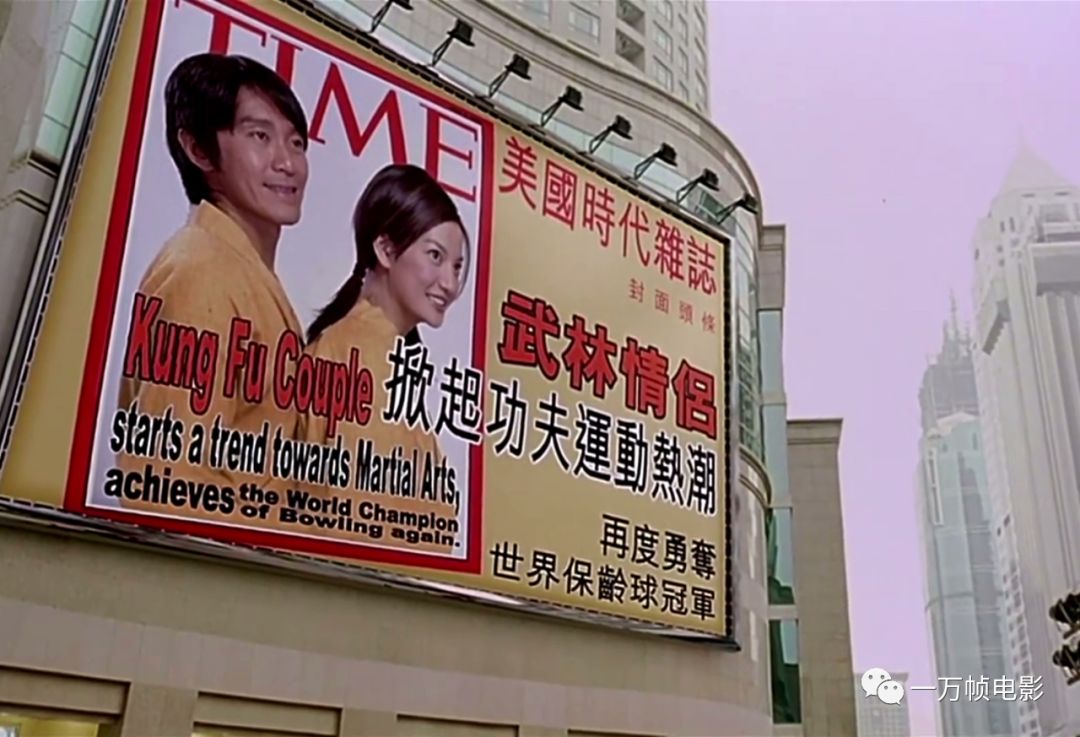 TIME
Kung Fu Couple
starts a trend towards Martial Arts,
achieves the World Champion
of Bowling again.
美國時代雜誌
封面頭條
武林情侶
掀起功夫運動熱潮
再度勇奪
世界保齡球冠軍
一万帧电影